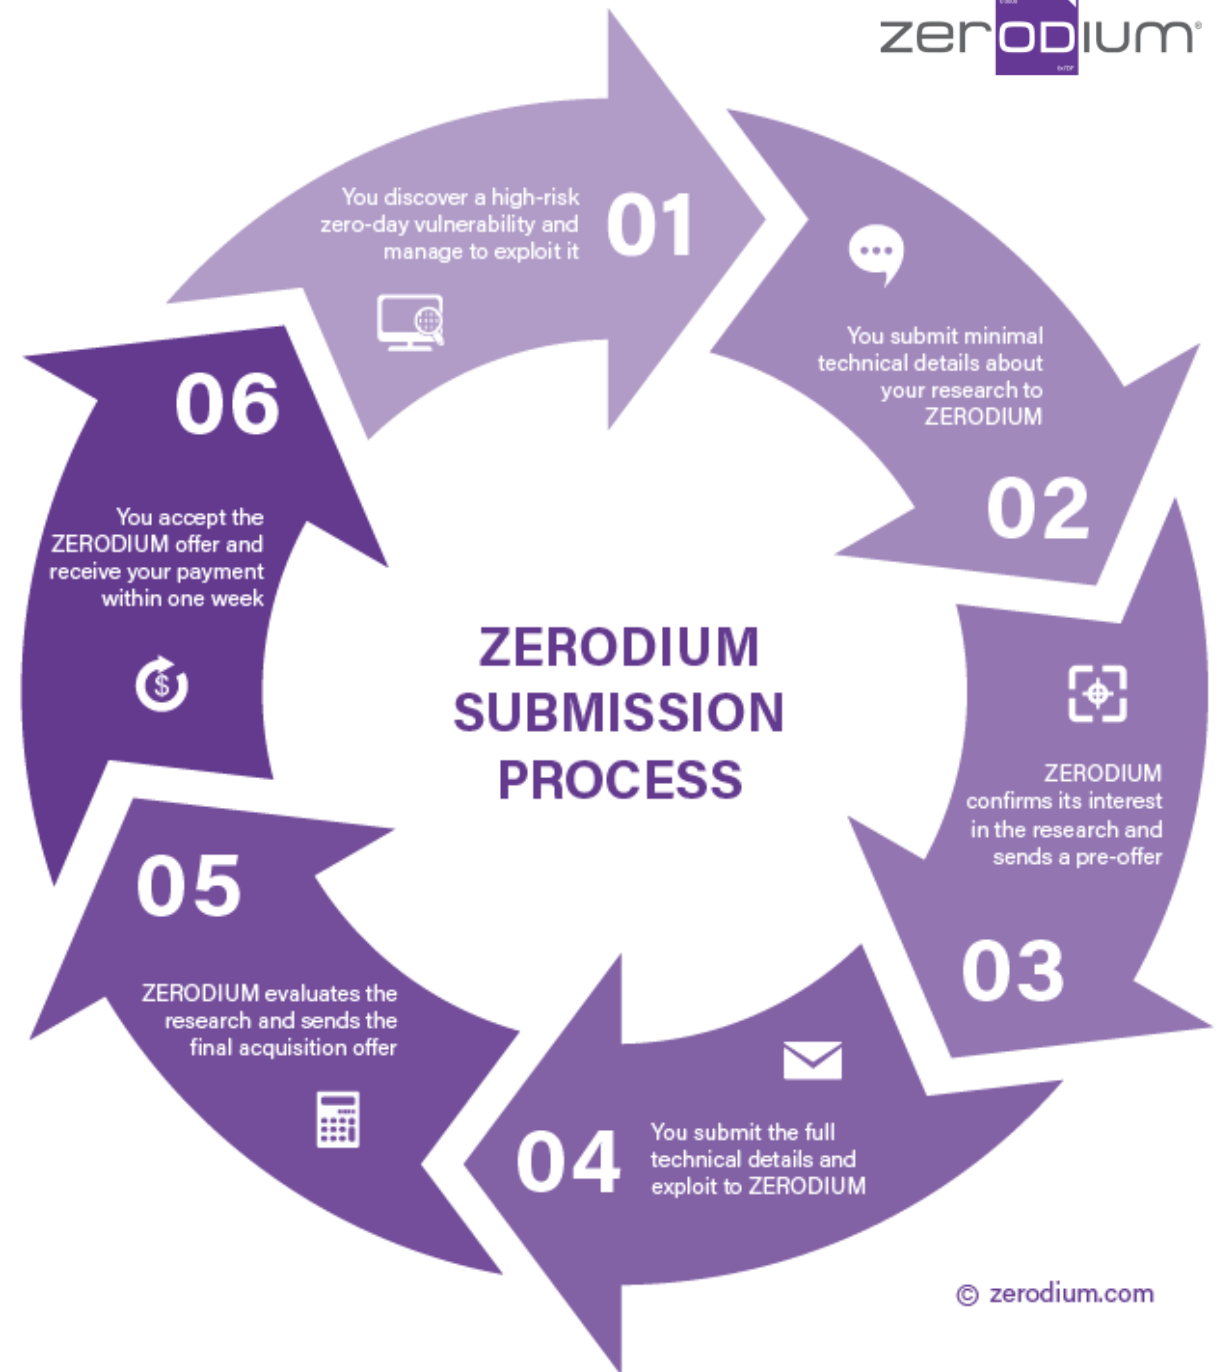 zerODIUM®
You discover a high-risk
zero-day vulnerability and
manage to exploit it
01
You submit minimal
technical details about
your research to
ZERODIUM
02
ZERODIUM
confirms its interest
in the research and
sends a pre-offer
03
You submit the full
technical details and
exploit to ZERODIUM
04
ZERODIUM evaluates the
research and sends the
final acquisition offer
05
You accept the
ZERODIUM offer and
receive your payment
within one week
06
ZERODIUM
SUBMISSION
PROCESS
© zerodium.com